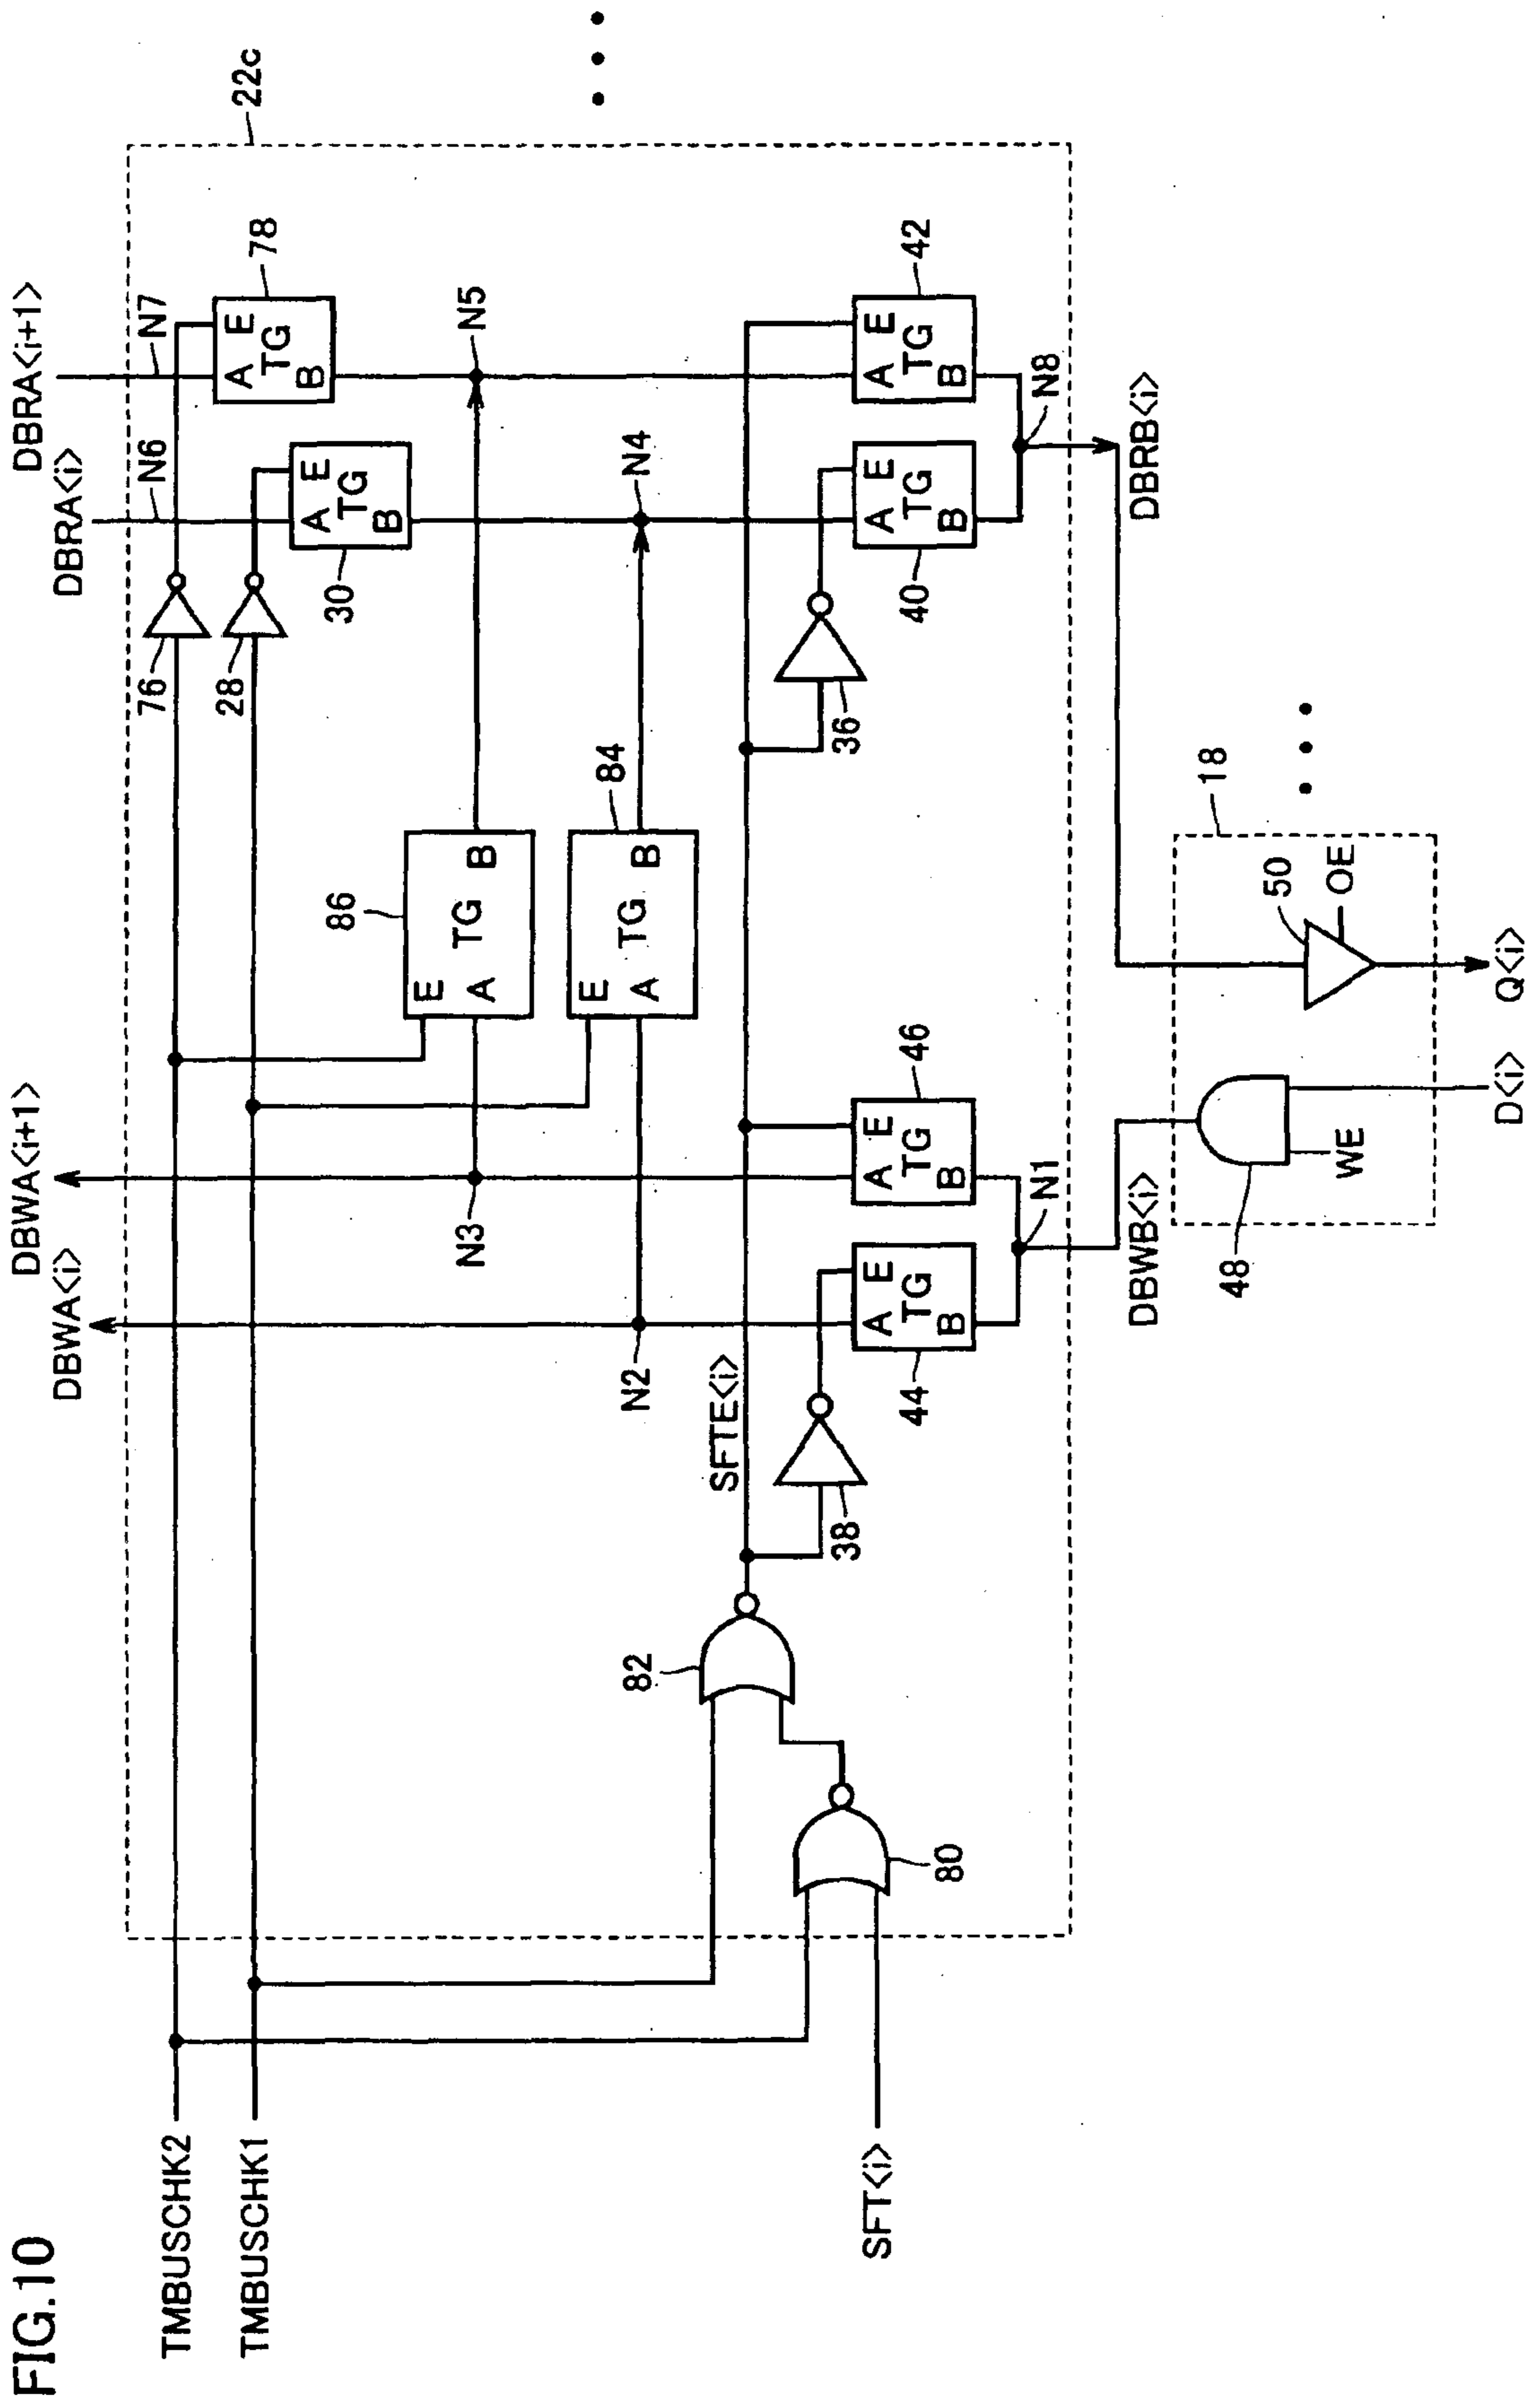 FIG.10
TMBUSCHK2
TMBUSCHK1
SFT<i>
DBWA<i>
DBWA<i+1>
DBRA<i>
DBRA<i+1>
N6
N7
22c
76
28
30
A E
TG
B
78
A E
TG
B
86
E
A TG B
N5
84
E
A TG B
N4
N3
N2
SFTE<i>
82
80
38
44
A E
TG
B
46
A E
TG
B
36
40
A E
TG
B
42
A E
TG
B
N1
N8
DBWB<i>
DBRB<i>
18
48
WE
50
OE
D<i>
Q<i>